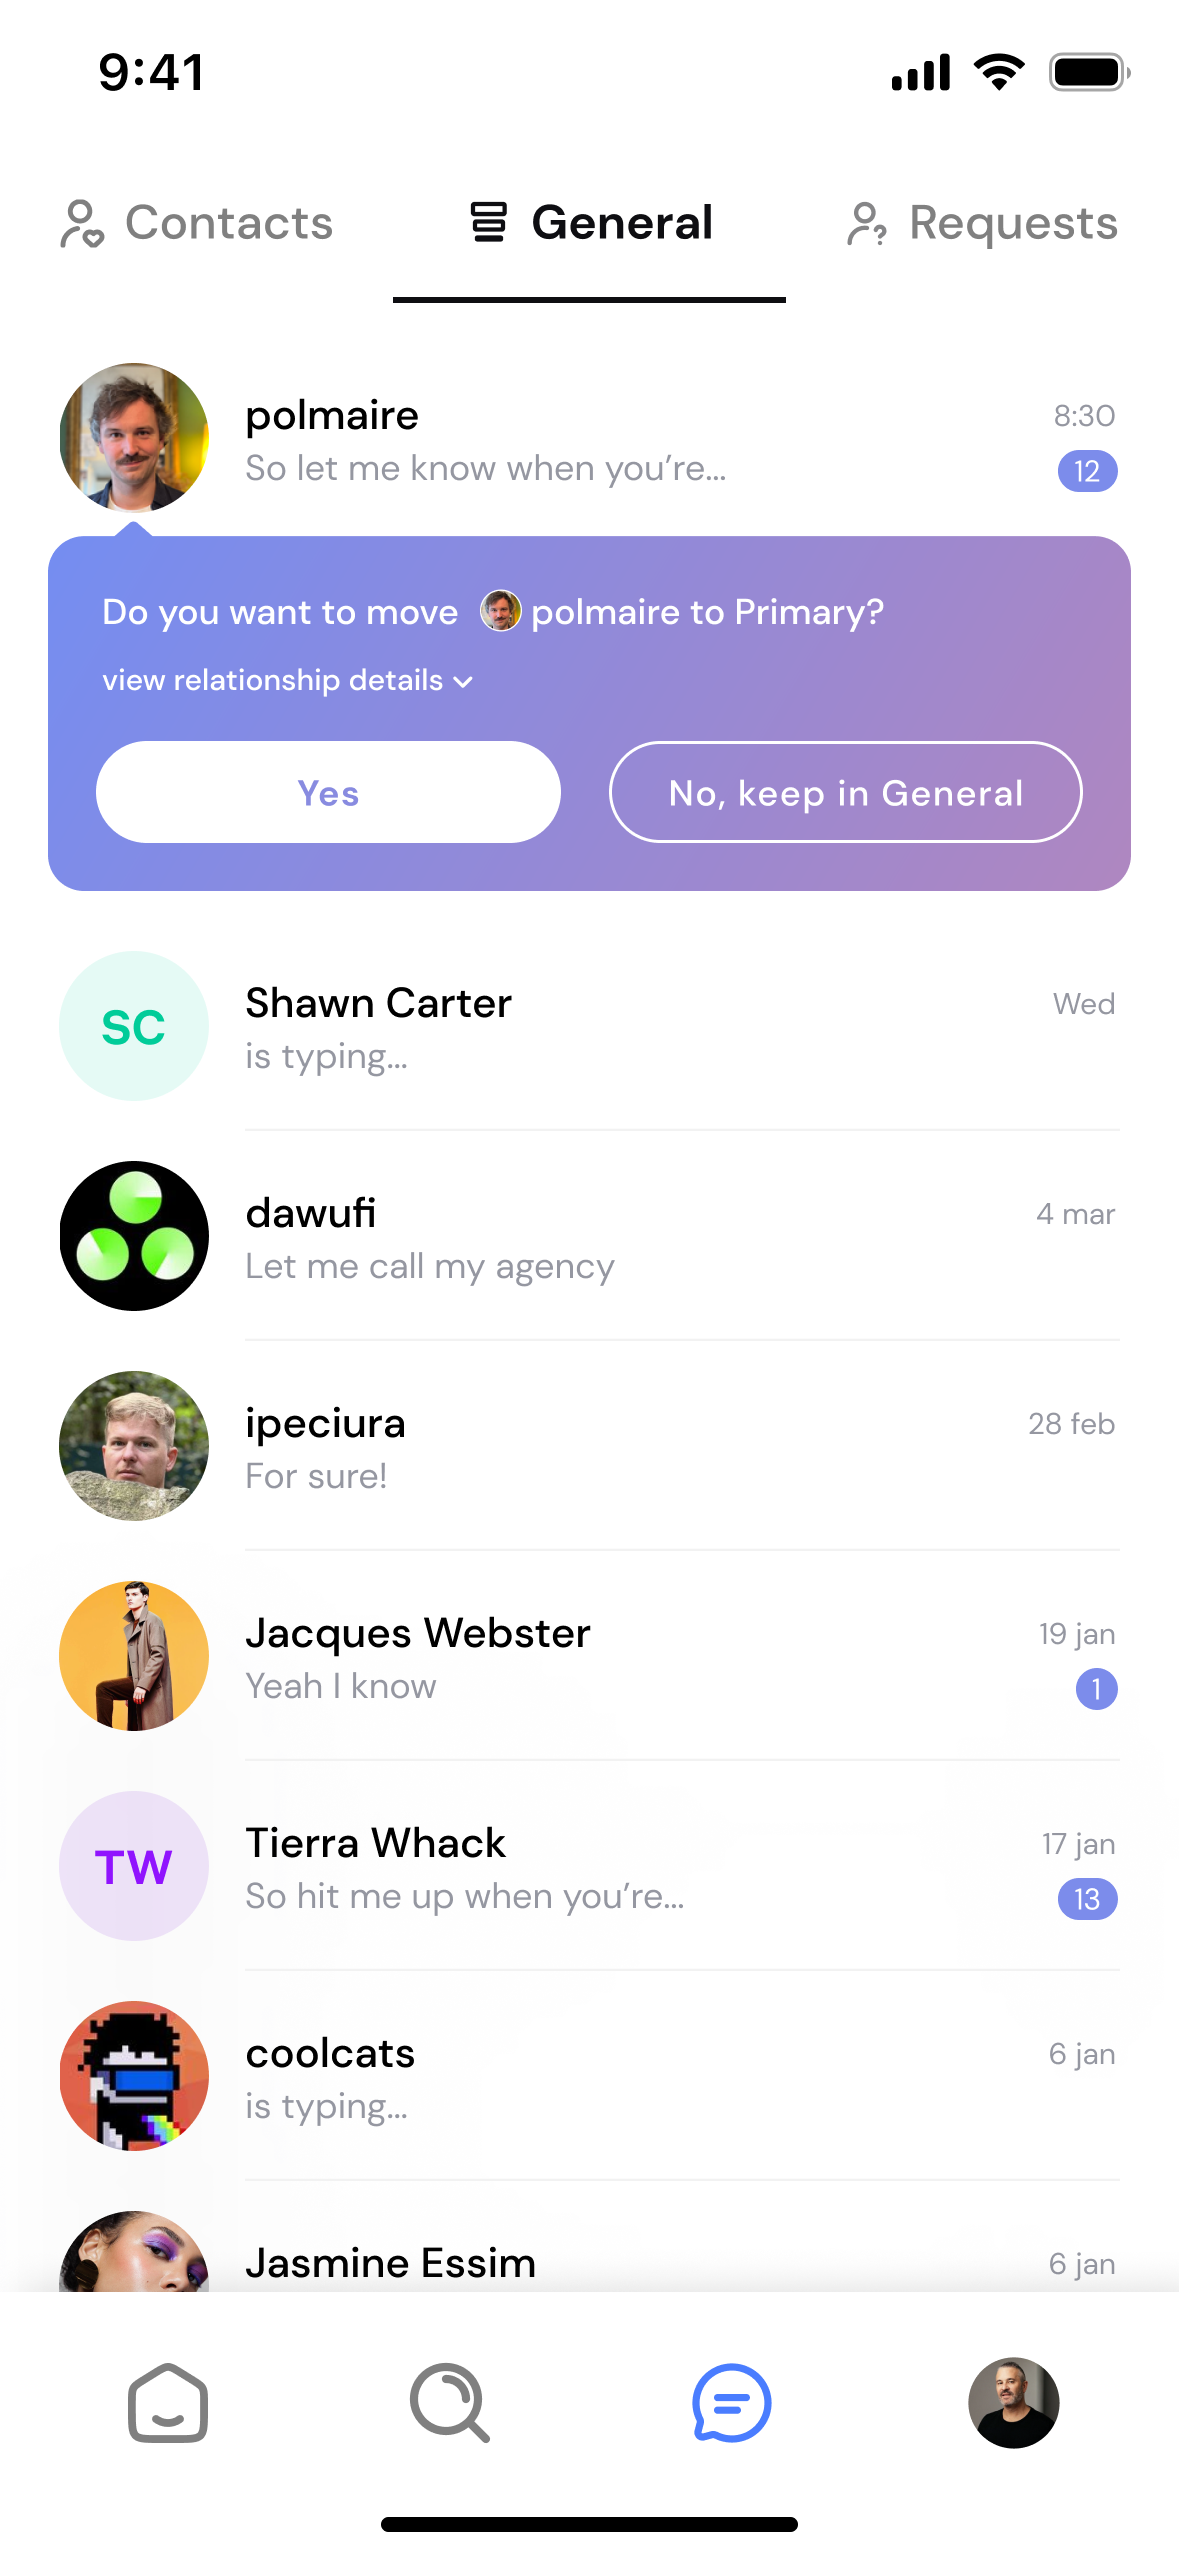 9:41
Contacts General Requests
polmaire 8:30
So let me know when you’re... 12
Do you want to move polmaire to Primary?
view relationship details
Yes No, keep in General
SC Shawn Carter Wed
is typing...
dawufi 4 mar
Let me call my agency
ipeciura 28 feb
For sure!
Jacques Webster 19 jan
Yeah I know 1
TW Tierra Whack 17 jan
So hit me up when you’re... 13
coolcats 6 jan
is typing...
Jasmine Essim 6 jan